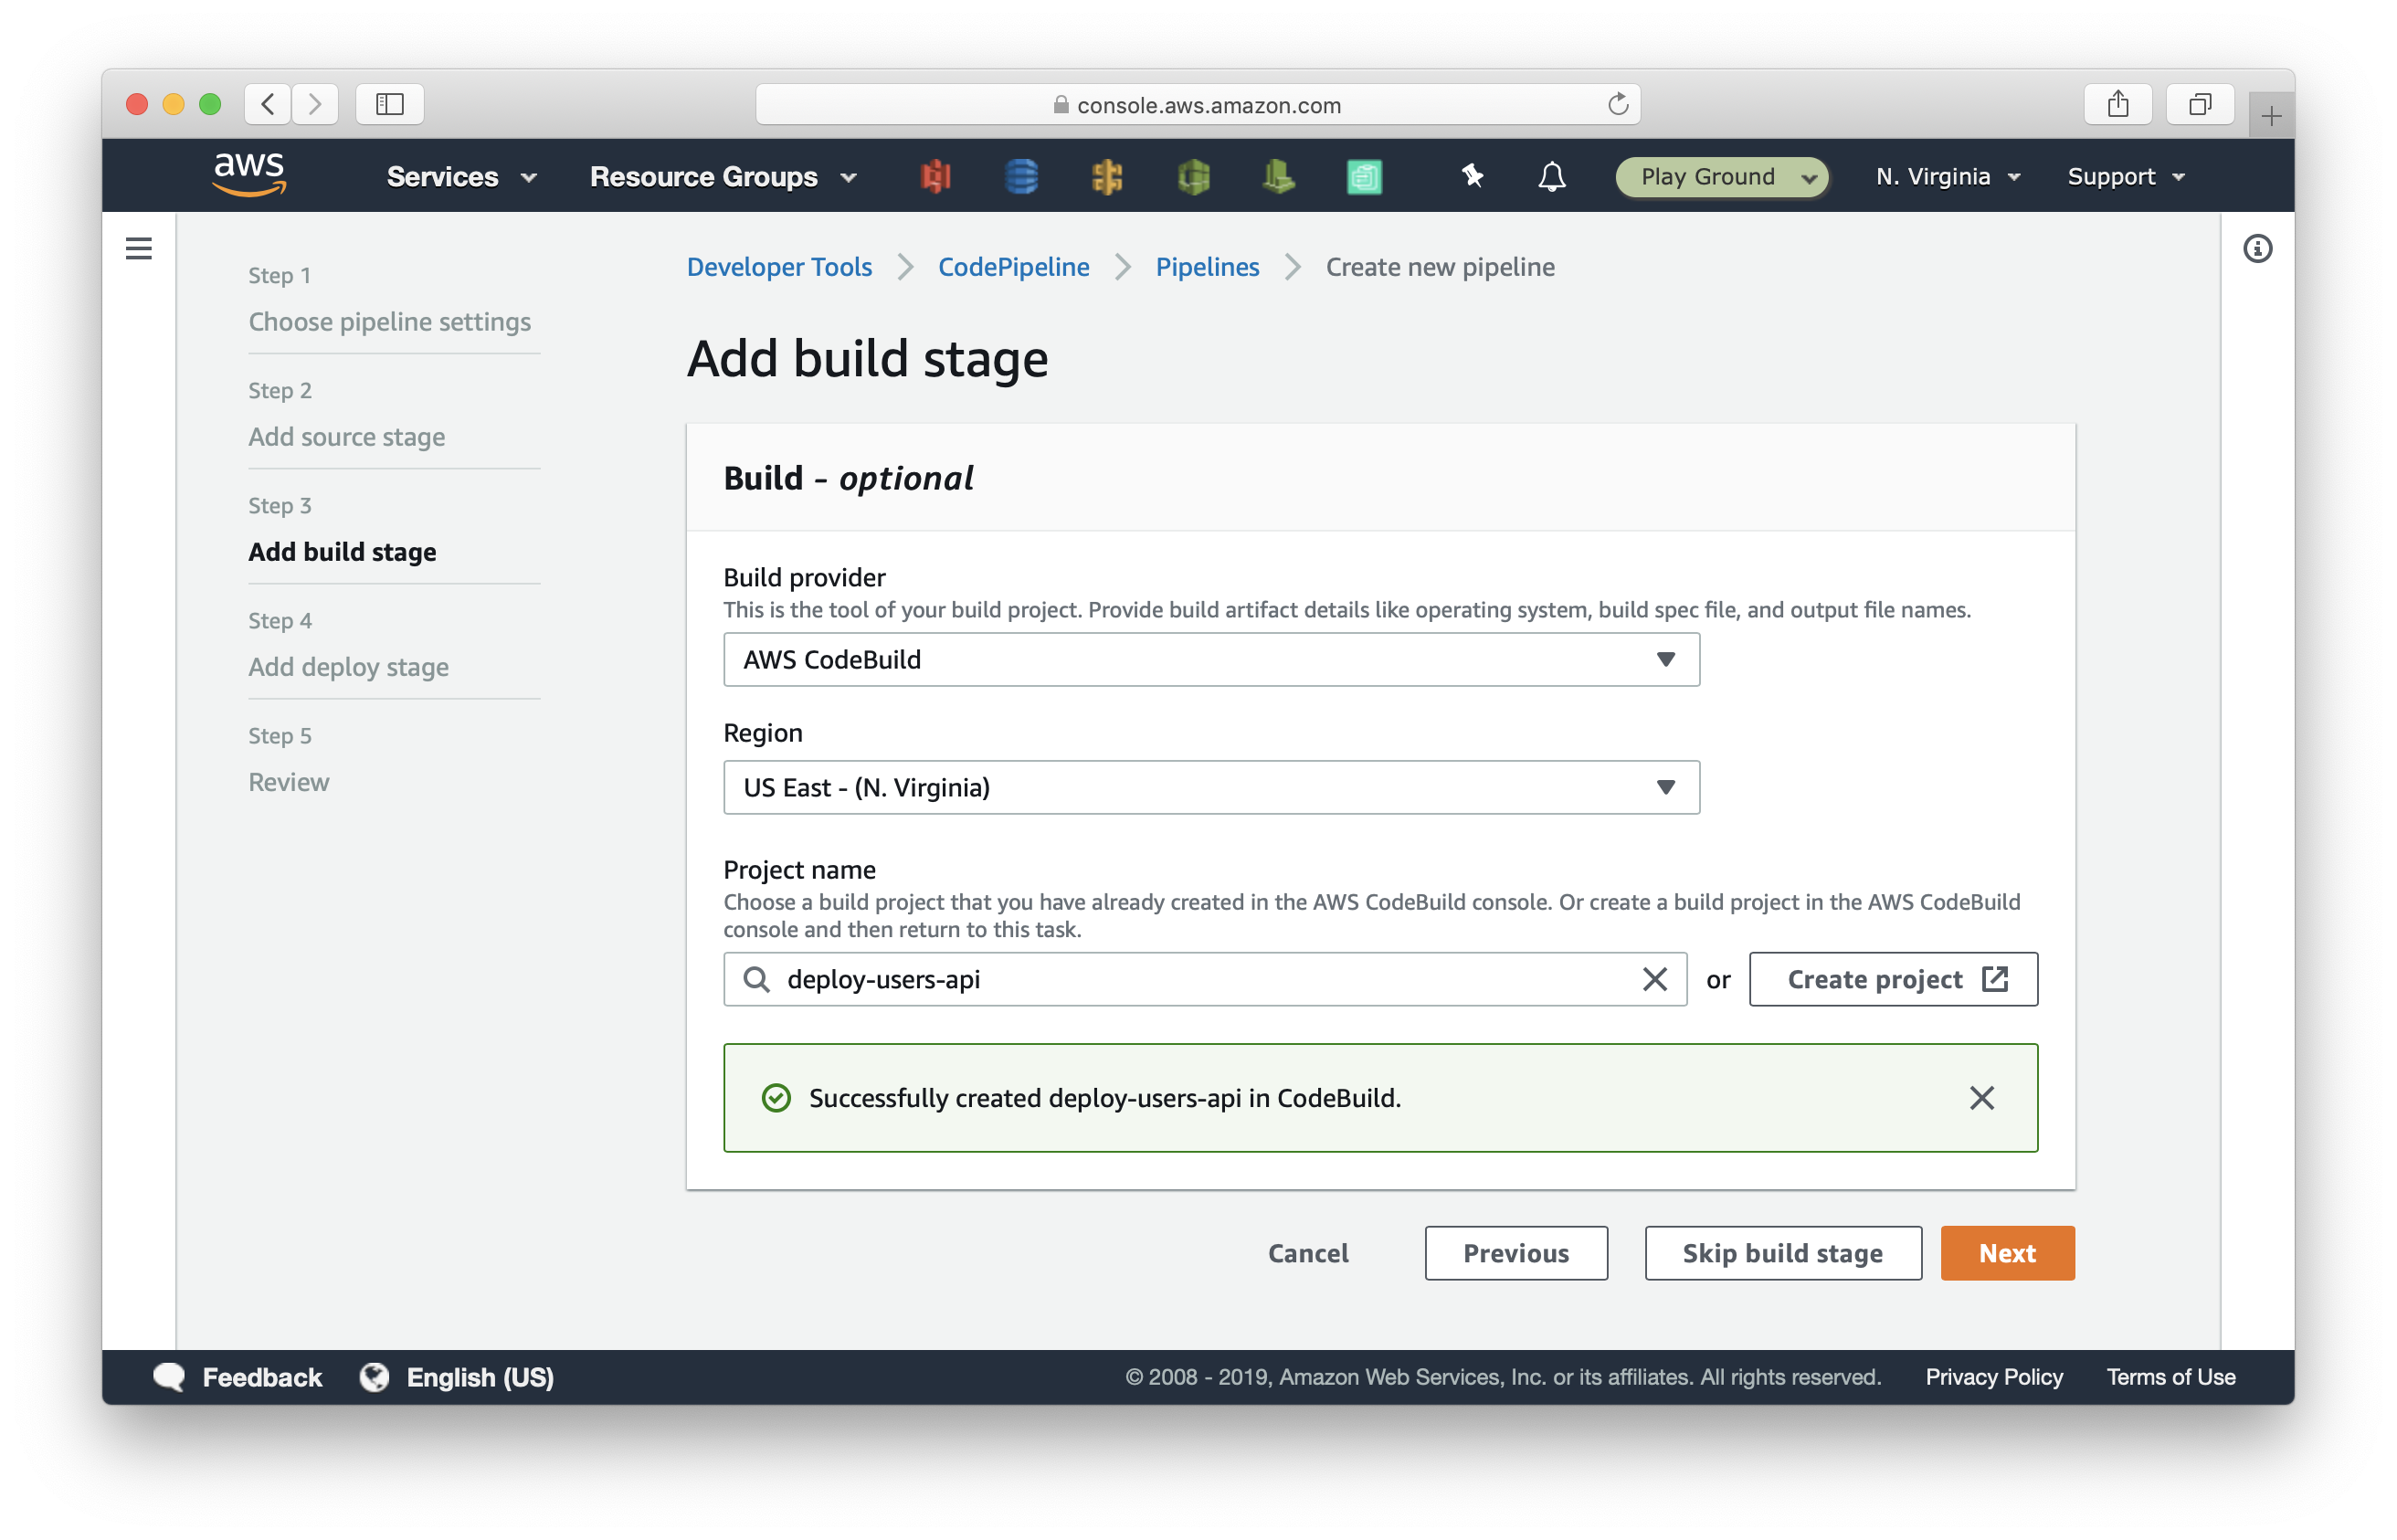 console.aws.amazon.com
aws
Services
Resource Groups
Play Ground
N. Virginia
Support
Step 1
Choose pipeline settings
Step 2
Add source stage
Step 3
Add build stage
Step 4
Add deploy stage
Step 5
Review
Developer Tools
CodePipeline
Pipelines
Create new pipeline
Add build stage
Build - optional
Build provider
This is the tool of your build project. Provide build artifact details like operating system, build spec file, and output file names.
AWS CodeBuild
Region
US East - (N. Virginia)
Project name
Choose a build project that you have already created in the AWS CodeBuild console. Or create a build project in the AWS CodeBuild
console and then return to this task.
deploy-users-api
or
Create project
Successfully created deploy-users-api in CodeBuild.
Cancel
Previous
Skip build stage
Next
Feedback
English (US)
© 2008 - 2019, Amazon Web Services, Inc. or its affiliates. All rights reserved.
Privacy Policy
Terms of Use